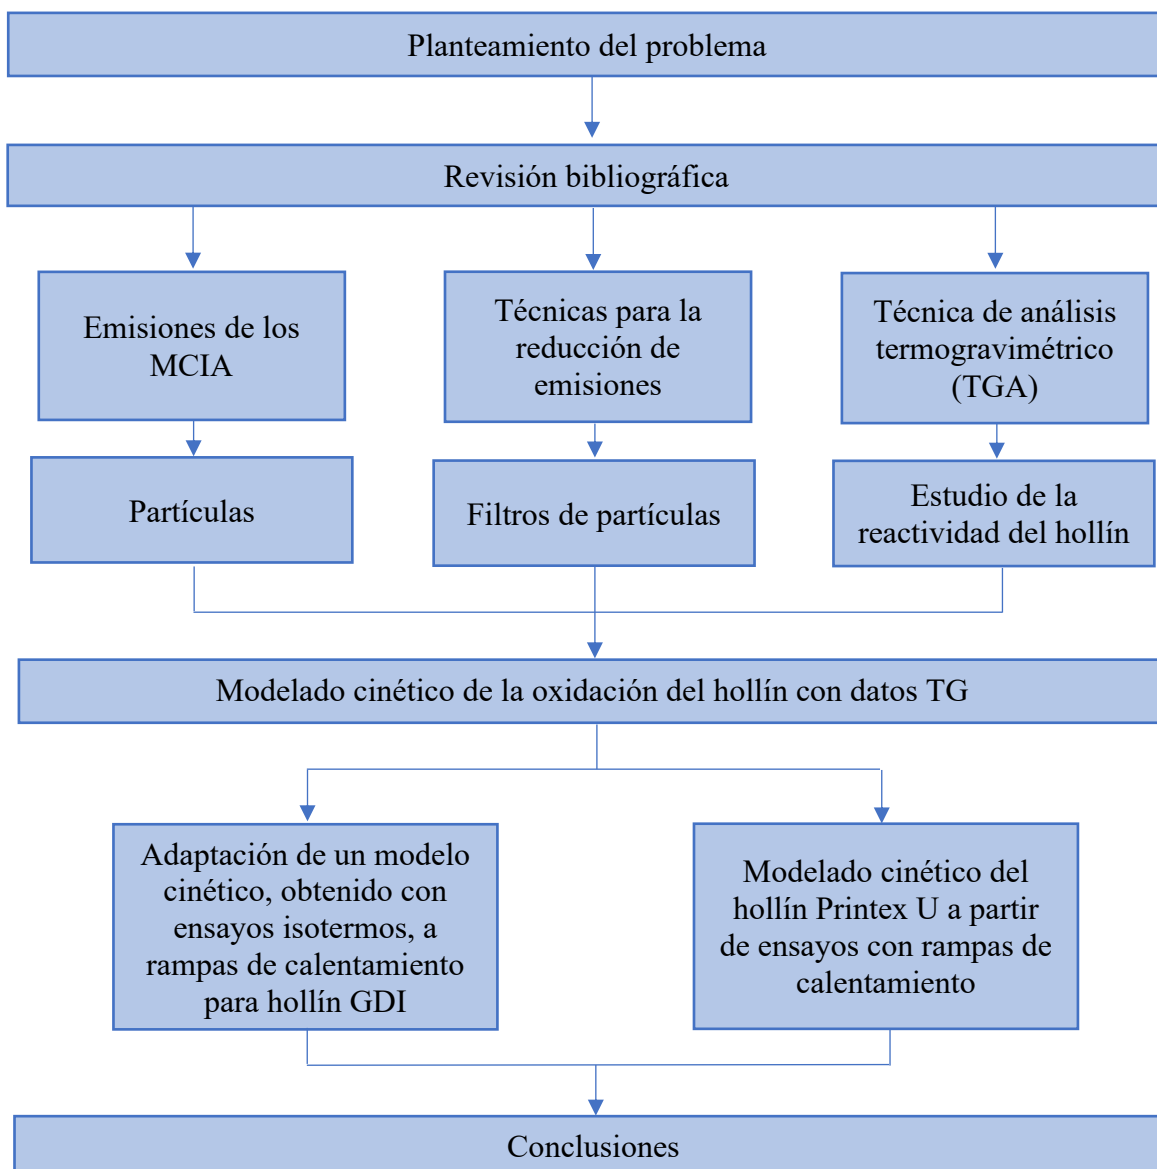 Planteamiento del problema
Revisión bibliográfica
Emisiones de los
MCIA
Técnicas para la
reducción de
emisiones
Técnica de análisis
termogravimétrico
(TGA)
Partículas
Filtros de partículas
Estudio de la
reactividad del hollín
Modelado cinético de la oxidación del hollín con datos TG
Adaptación de un modelo
cinético, obtenido con
ensayos isotermos, a
rampas de calentamiento
para hollín GDI
Modelado cinético del
hollín Printex U a partir
de ensayos con rampas de
calentamiento
Conclusiones